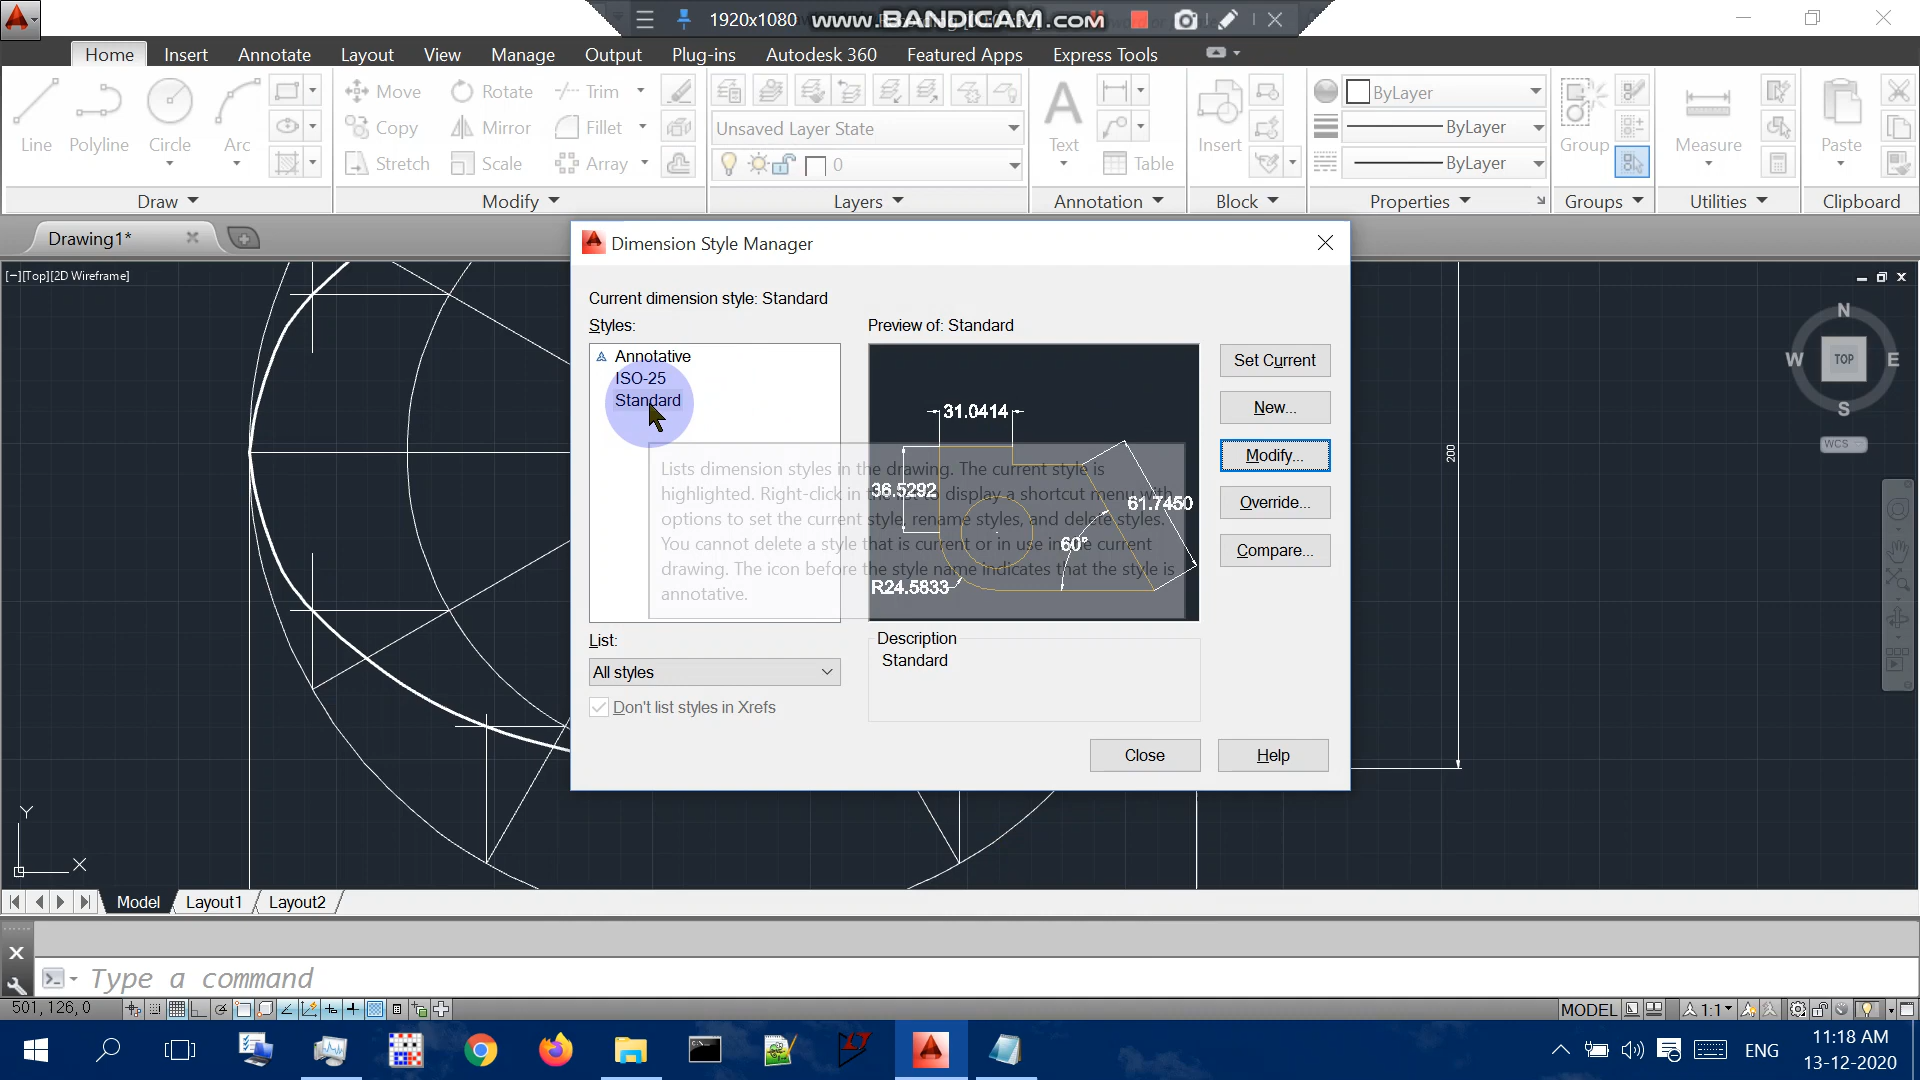 1920x1080 www.BANDICAM.com
Home Insert Annotate Layout View Manage Output Plug-ins Autodesk 360 Featured Apps Express Tools
Move Rotate Trim
Unsaved Layer State
ByLayer
Copy Mirror Fillet
ByLayer
Line Polyline Circle Arc
Text
Insert
Group
Measure
Paste
Stretch Scale Array
0
Table
ByLayer
Draw Modify Layers Annotation Block Properties Groups Utilities Clipboard
Drawing1*
[−][Top][2D Wireframe]
Dimension Style Manager
Current dimension style: Standard
Styles:
Preview of: Standard
Annotative
ISO-25
Standard
31.0414
36.5292
61.7450
60°
R24.5833
Lists dimension styles in the drawing. The current style is
highlighted. Right-click in the list to display a shortcut menu with
options to set the current style, rename styles, and delete styles.
You cannot delete a style that is current or in use in the current
drawing. The icon before the style name indicates that the style is
annotative.
Set Current
New...
Modify...
Override...
Compare...
List:
All styles
Don't list styles in Xrefs
Description
Standard
Close Help
200
N
W TOP E
S
WCS
Y
X
Model Layout1 Layout2
Type a command
501, 126, 0
MODEL 1:1
ENG
11:18 AM
13-12-2020